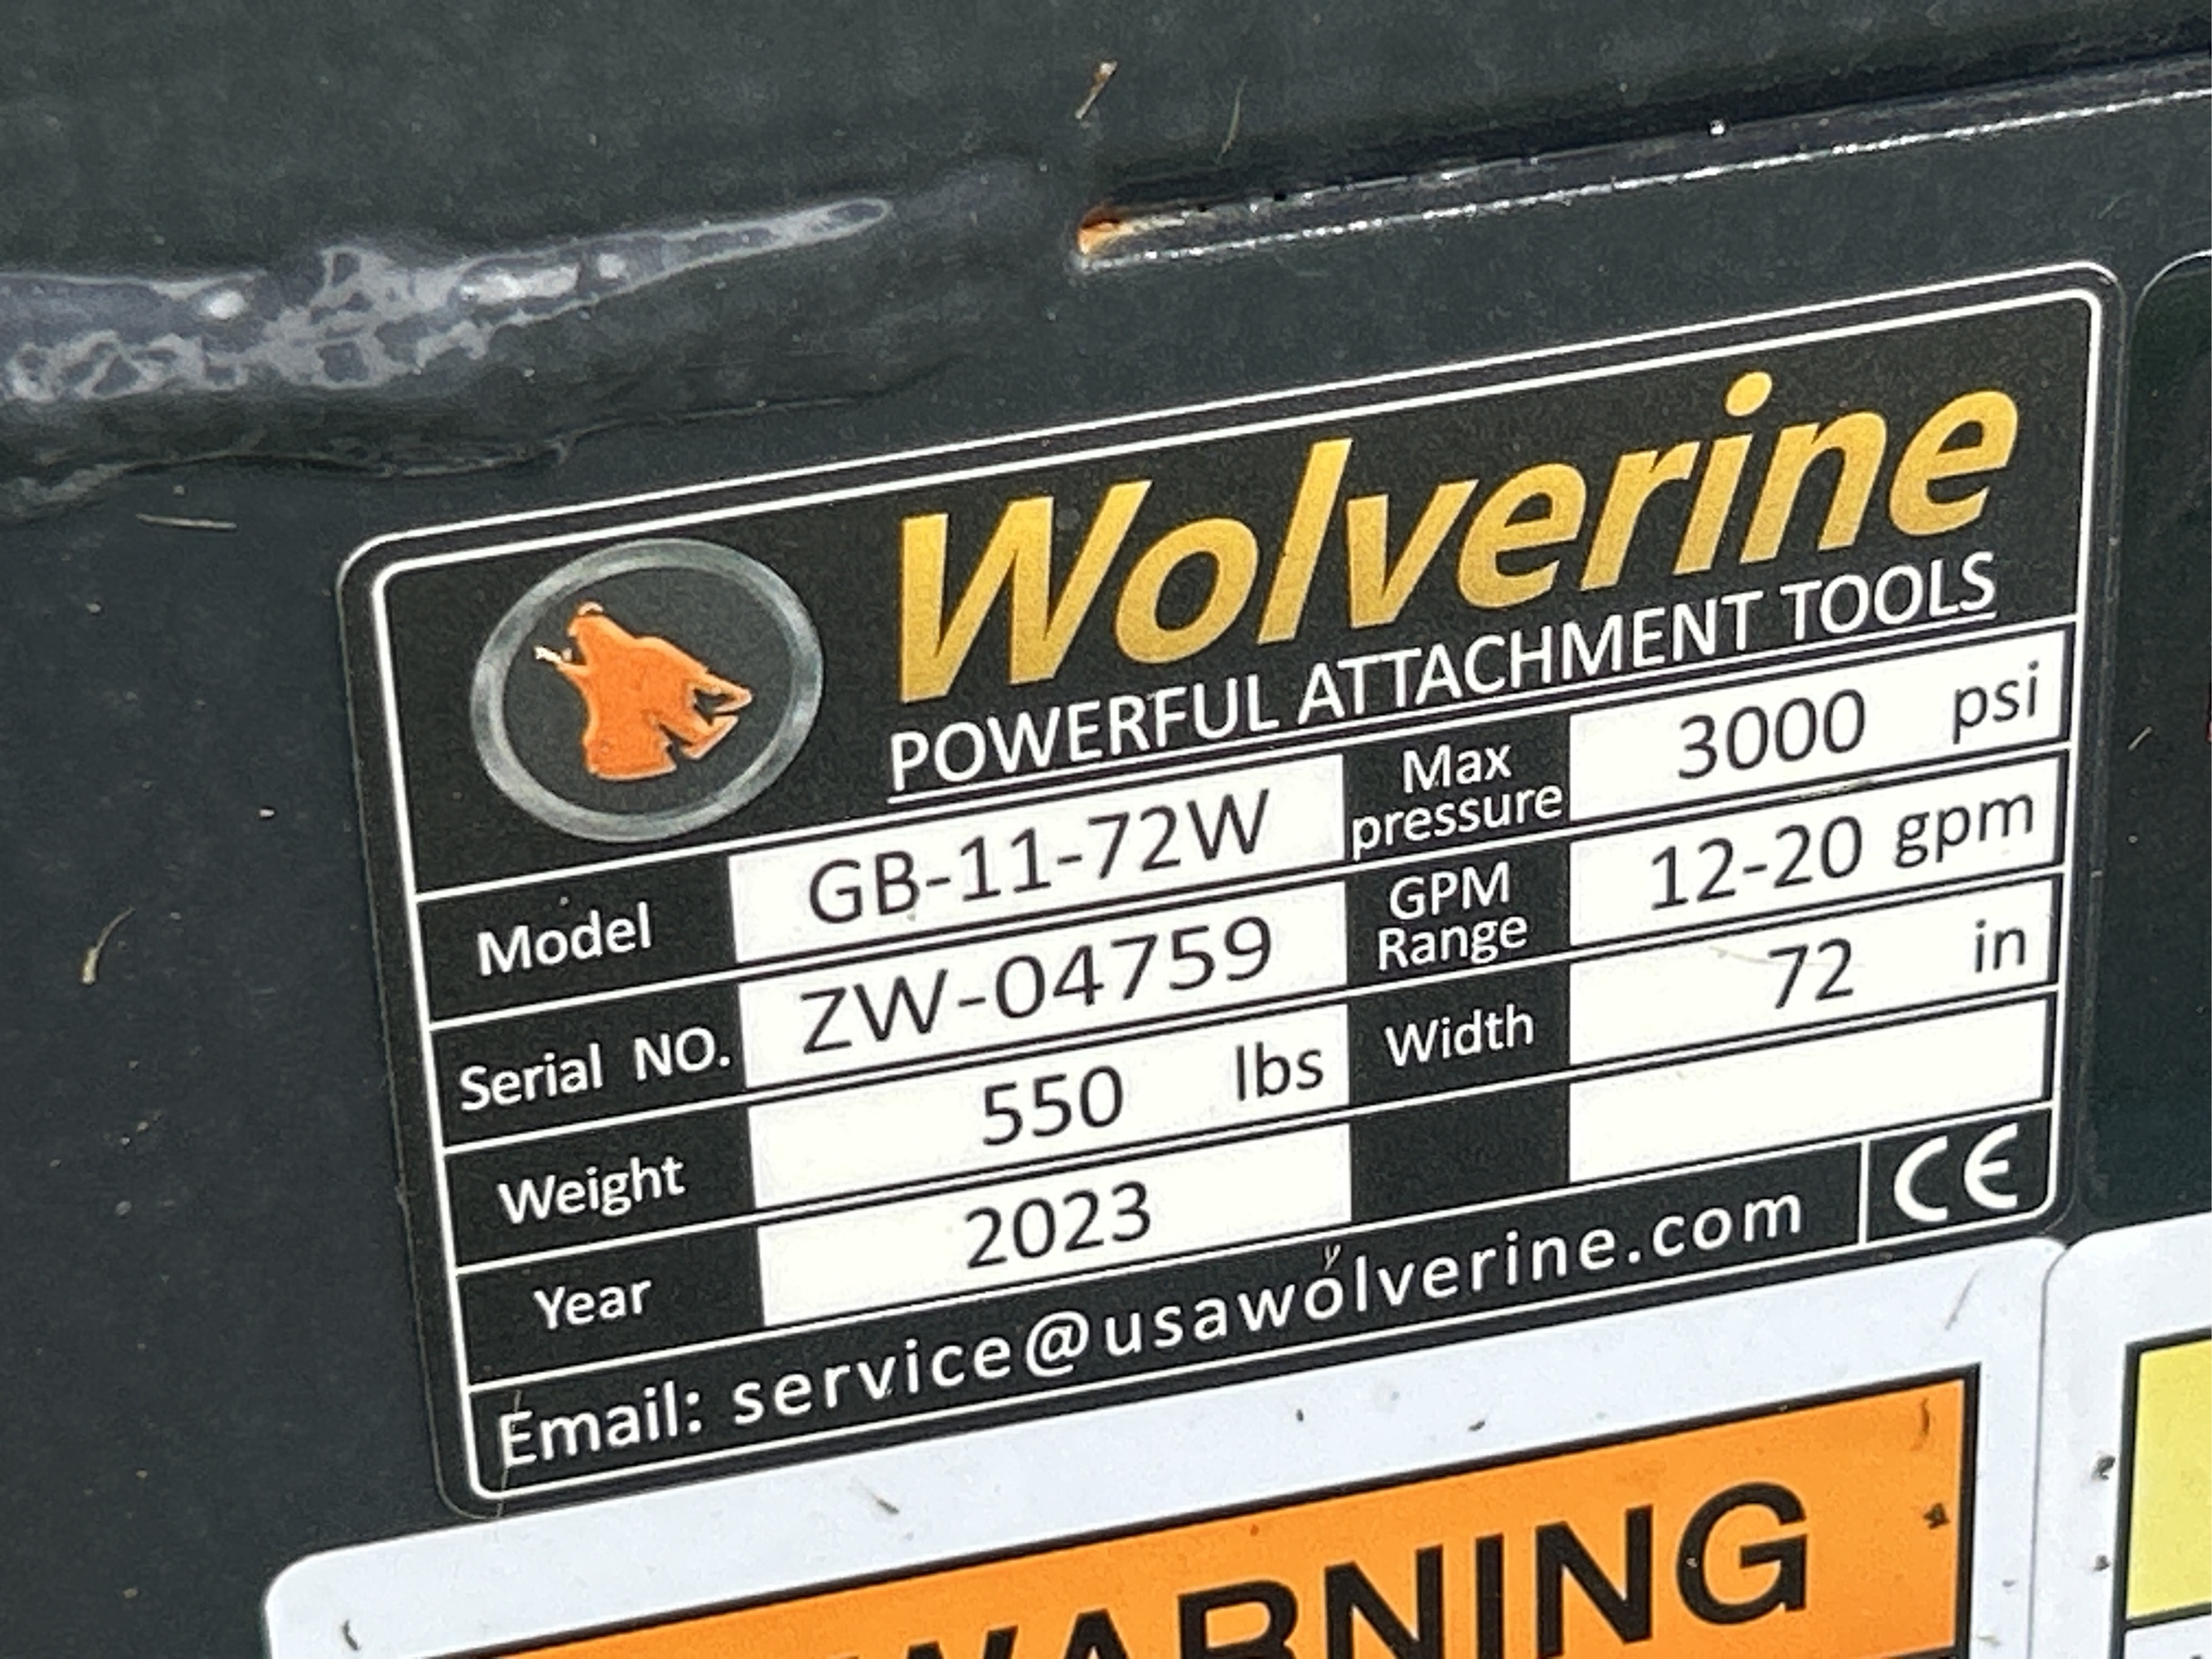 Wolverine
POWERFUL ATTACHMENT TOOLS
Model GB-11-72W Max pressure 3000 psi
Serial NO. ZW-04759 GPM Range 12-20 gpm
Weight 550 lbs Width 72 in
Year 2023
Email: service@usawolverine.com CE
WARNING